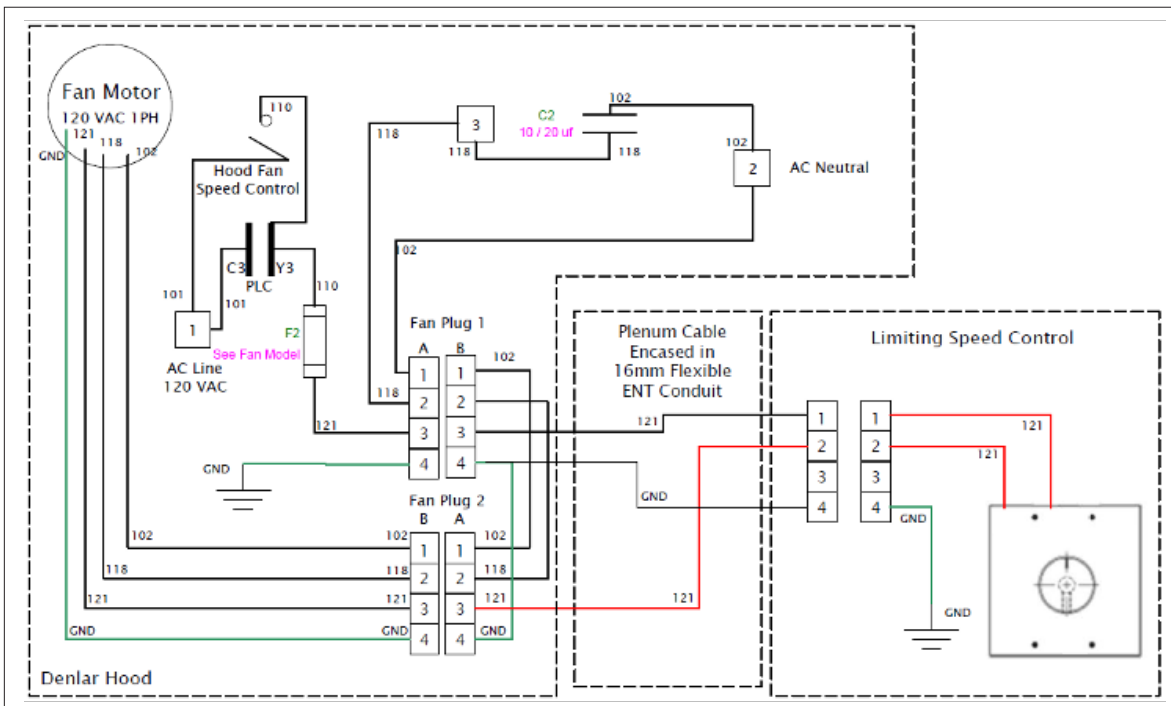 Fan Motor
120 VAC 1PH
121
118
102
GND
110
Hood Fan
Speed Control
C3
Y3
PLC
101
101
110
1
AC Line
120 VAC
F2
See Fan Model
121
118
3
118
C2
10 / 20 uf
102
118
102
2
AC Neutral
102
118
Fan Plug 1
A
B
1
1
102
2
2
3
3
4
4
GND
Fan Plug 2
B
A
102
102
1
1
102
118
118
2
2
118
121
121
3
3
121
GND
GND
4
4
GND
Denlar Hood
Plenum Cable
Encased in
16mm Flexible
ENT Conduit
121
GND
121
Limiting Speed Control
1
1
2
2
3
3
4
4
121
121
GND
GND